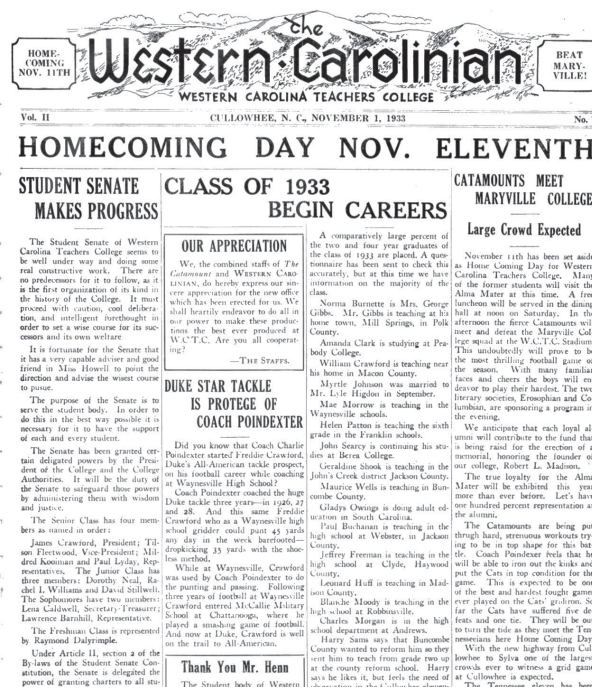 HOME-
COMING
NOV. 11TH
The
Western Carolinian
WESTERN CAROLINA TEACHERS COLLEGE
BEAT
MARY-
VILLE!
Vol. II
CULLOWHEE, N. C., NOVEMBER 1, 1933
No.
HOMECOMING DAY NOV. ELEVENTH
STUDENT SENATE
MAKES PROGRESS
The Student Senate of Western
Carolina Teachers College seems to
be well under way and doing some
real constructive work. There are
no predecessors for it to follow, as it
is the first organization of its kind in
the history of the College. It must
proceed with caution, cool delibera-
tion, and intelligent forethought in
order to set a wise course for its suc-
cessors and its own welfare
It is fortunate for the Senate that
it has a very capable adviser and good
friend in Miss Howell to point the
direction and advise the wisest course
to pursue.
The purpose of the Senate is to
serve the student body. In order to
do this in the best way possible it is
necessary for it to have the support
of each and every student.
The Senate has been granted cer-
tain delegated powers by the Presi-
dent of the College and the College
Authorities. It will be the duty of
the Senate to safeguard those powers
by administering them with wisdom
and justice.
The Senior Class has four mem-
bers as named in order:
James Crawford, President; Til-
son Fleetwood, Vice-President; Mil-
dred Kooiman and Paul Lyday, Rep-
resentatives. The Junior Class has
three members: Dorothy Neal, Ra-
chel I. Williams and David Stillwell.
The Sophomores have two members:
Lena Caldwell, Secretary-Treasurer;
Lawrence Barnhill, Representative.
The Freshman Class is represented
by Raymond Dalrymple.
Under Article II, section 2 of the
By-laws of the Student Senate Con-
stitution, the Senate is delegated the
power of granting charters to all stu-
CLASS OF 1933
BEGIN CAREERS
OUR APPRECIATION
We, the combined staffs of The
Catamount and WESTERN CARO-
LINIAN, do hereby express our sin-
cere appreciation for the new office
which has been erected for us. We
shall heartily endeavor to do all in
our power to make these produc-
tions the best ever produced at
W.C.T.C. Are you all cooperat-
ing?
—THE STAFFS.
DUKE STAR TACKLE
IS PROTEGE OF
COACH POINDEXTER
Did you know that Coach Charlie
Poindexter started Freddie Crawford,
Duke's All-American tackle prospect,
on his football career while coaching
at Waynesville High School?
Coach Poindexter coached the huge
Duke tackle three years—in 1926, 27
and 28. And this same Freddie
Crawford who as a Waynesville high
school gridder could punt 45 yards
any day in the week barefooted—
dropkicking 35 yards with the shoe-
less method.
While at Waynesville, Crawford
was used by Coach Poindexter to do
the punting and passing. Following
three years of football at Waynesville
Crawford entered McCallie Military
School at Chattanooga, where he
played a smashing game of football.
And now at Duke, Crawford is well
on the trail to All-American.
Thank You Mr. Henn
The Student body of Western
A comparatively large percent of
the two and four year graduates of
the class of 1933 are placed. A ques-
tionnaire has been sent to check this
accurately, but at this time we have
information on the majority of the
class.
Norma Burnette is Mrs. George
Gibbs. Mr. Gibbs is teaching at his
home town, Mill Springs, in Polk
County.
Amanda Clark is studying at Pea-
body College.
William Crawford is teaching near
his home in Macon County.
Myrtle Johnson was married to
Mr. Lyle Higdon in September.
Mae Morrow is teaching in the
Waynesville schools.
Helen Patton is teaching the sixth
grade in the Franklin schools.
John Searcy is continuing his stu-
dies at Berea College.
Geraldine Shook is teaching in the
John's Creek district Jackson County.
Maurice Wells is teaching in Bun-
combe County.
Gladys Owings is doing adult ed-
ucation in South Carolina.
Paul Buchanan is teaching in the
high school at Webster, in Jackson
County.
Jeffrey Freeman is teaching in the
high school at Clyde, Haywood
County.
Leonard Huff is teaching in Mad-
ison County.
Blanche Moody is teaching in the
high school at Robbinsville.
Charles Morgan is in the high
school department at Andrews.
Harry Sams says that Buncombe
County wanted to reform him so they
sent him to teach from grade two up
at the county reform school. Harry
says he likes it, but feels the need of
CATAMOUNTS MEET
MARYVILLE COLLEGE
Large Crowd Expected
November 11th has been set aside
as Home Coming Day for Western
Carolina Teachers College. Many
of the former students will visit the
Alma Mater at this time. A free
luncheon will be served in the dining
hall at noon on Saturday. In the
afternoon the fierce Catamounts will
meet and defeat the Maryville Col-
lege squad at the W.C.T.C. Stadium
This undoubtedly will prove to be
the most thrilling football game of
the season. With many familiar
faces and cheers the boys will en-
deavor to play their hardest. The two
literary societies, Erosophian and Co-
lumbian, are sponsoring a program in
the evening.
We anticipate that each loyal al-
umni will contribute to the fund that
is being raised for the erection of a
memorial, honoring the founder of
our college, Robert L. Madison.
The true loyalty for the Alma
Mater will be exhibited this year
more than ever before. Let's have
one hundred percent representation at
the alumni.
The Catamounts are being put
through hard, strenuous workouts try-
ing to be in top shape for this bat-
tle. Coach Poindexter feels that he
will be able to iron out the kinks and
put the Cats in top condition for the
game. This is expected to be one
of the best and hardest fought games
ever played on the Cats' gridiron. So
far the Cats have suffered five de-
feats and one tie. They will be out
to turn the tide as they meet the Ten-
nesseeians here Home Coming Day.
With the new highway from Cul-
lowhee to Sylva one of the largest
crowds ever to witness a grid game
at Cullowhee is expected.